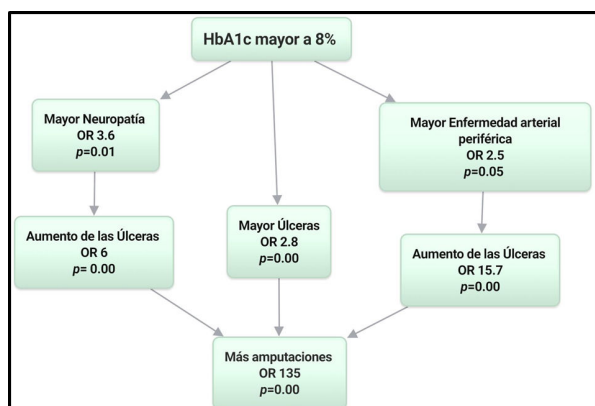 HbA1c mayor a 8%
Mayor Neuropatía
OR 3.6
p=0.01
Mayor Enfermedad arterial
periférica
OR 2.5
p=0.05
Aumento de las Úlceras
OR 6
p= 0.00
Mayor Úlceras
OR 2.8
p=0.00
Aumento de las Úlceras
OR 15.7
p=0.00
Más amputaciones
OR 135
p=0.00